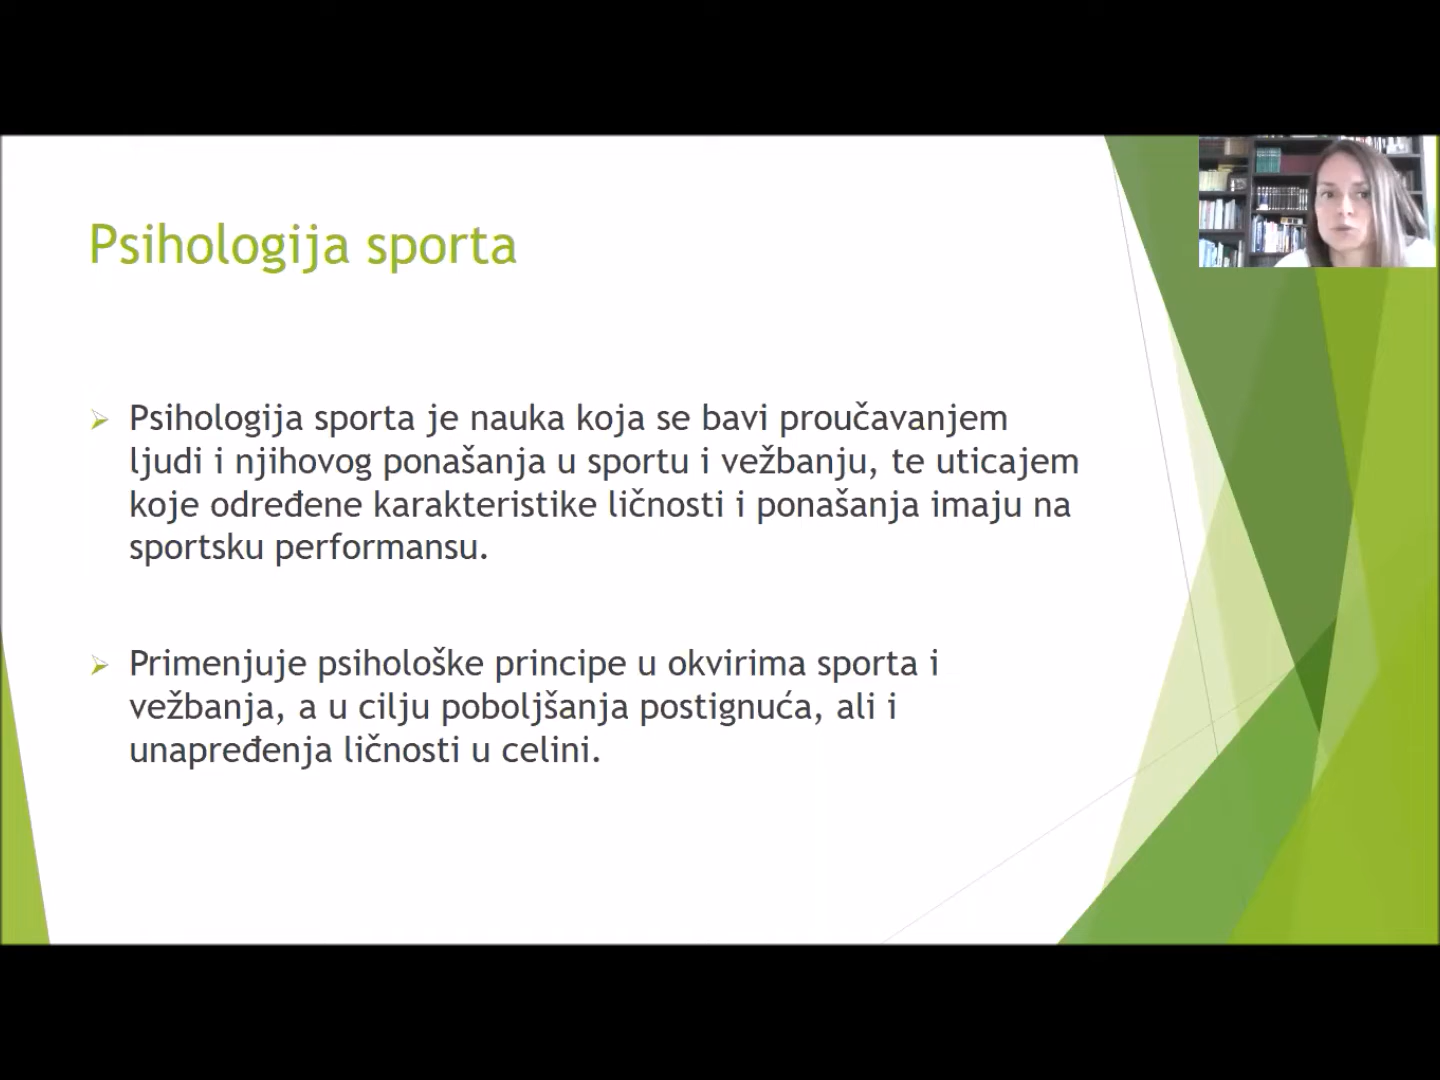 Psihologija sporta
Psihologija sporta je nauka koja se bavi proučavanjem
ljudi i njihovog ponašanja u sportu i vežbanju, te uticajem
koje određene karakteristike ličnosti i ponašanja imaju na
sportsku performansu.
Primenjuje psihološke principe u okvirima sporta i
vežbanja, a u cilju poboljšanja postignuća, ali i
unapređenja ličnosti u celini.